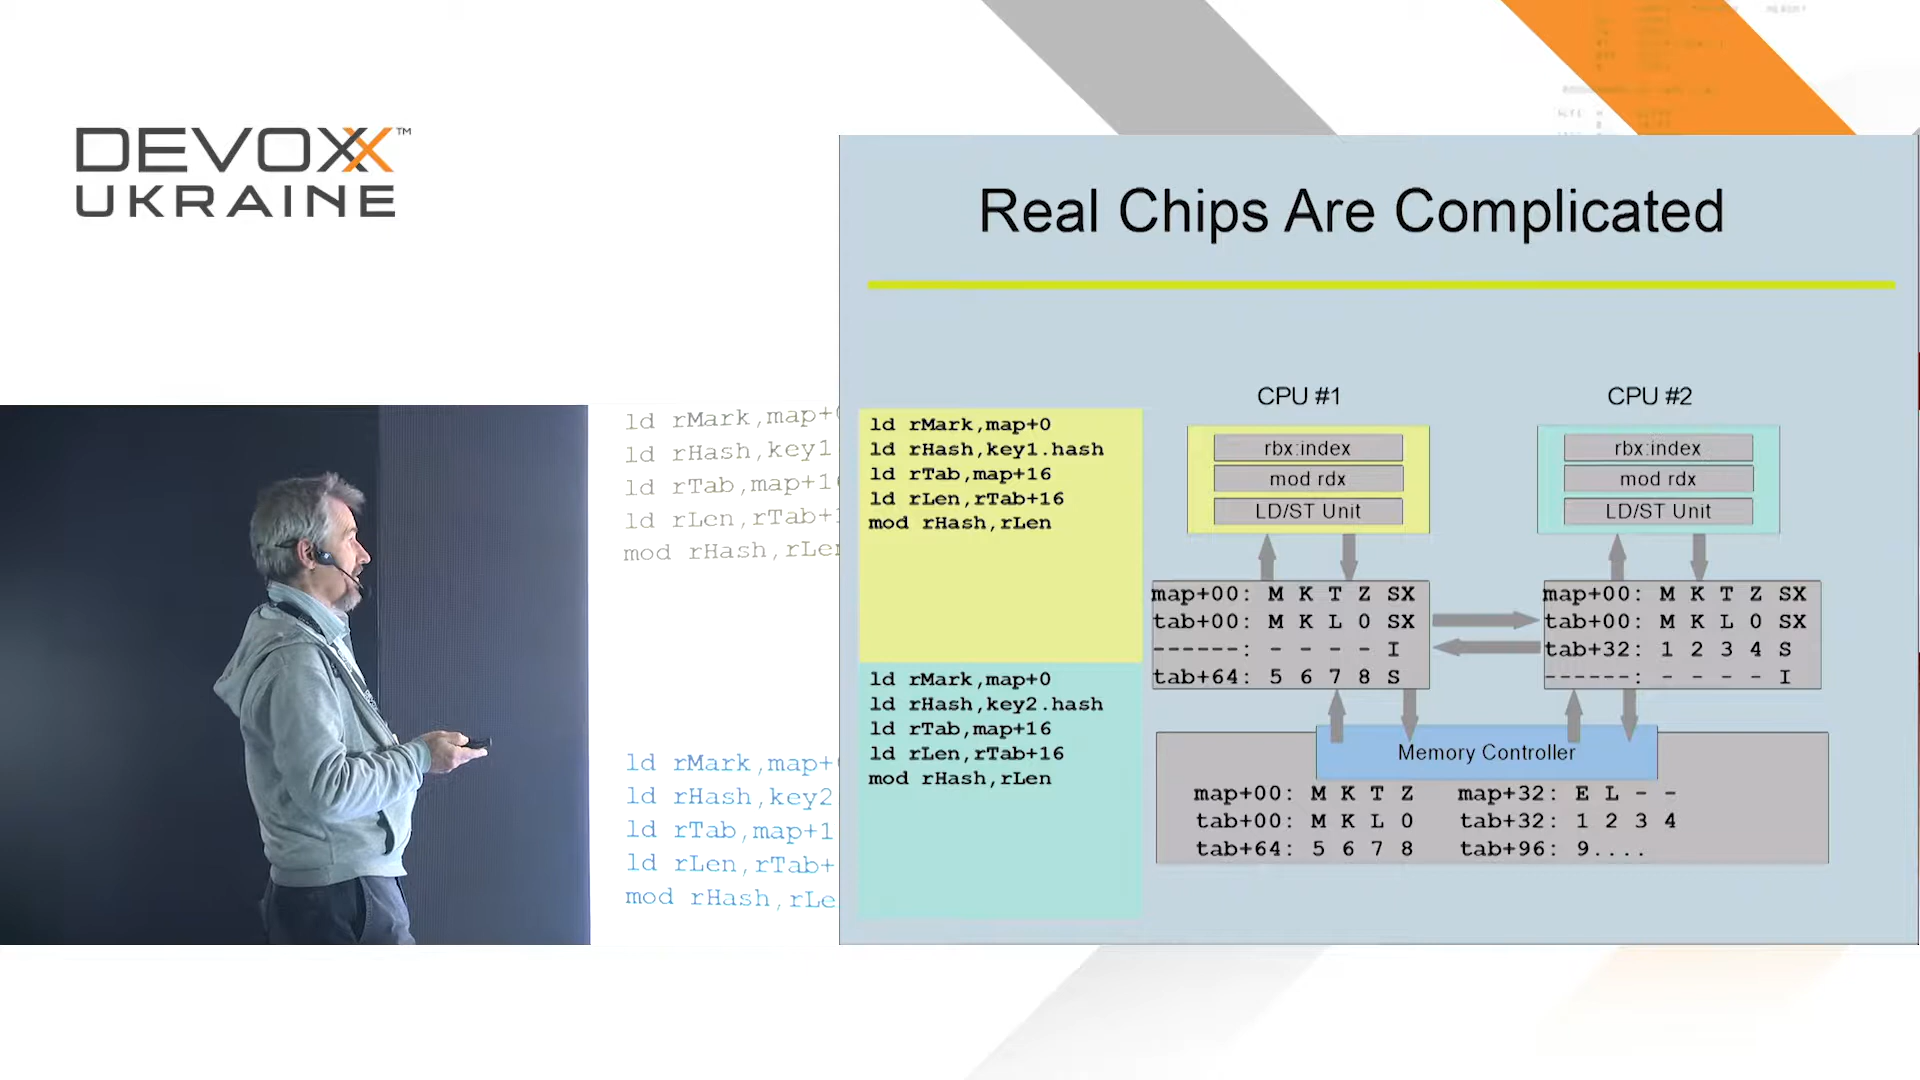 DEVOXX™
UKRAINE
Real Chips Are Complicated
ld rMark,map+0
ld rHash,key1
ld rTab,map+1
ld rLen,rTab+1
mod rHash,rLen
ld rMark,map+
ld rHash,key2
ld rTab,map+1
ld rLen,rTab+
mod rHash,rLe
ld rMark,map+0
ld rHash,key1.hash
ld rTab,map+16
ld rLen,rTab+16
mod rHash,rLen
ld rMark,map+0
ld rHash,key2.hash
ld rTab,map+16
ld rLen,rTab+16
mod rHash,rLen
CPU #1
rbx:index
mod rdx
LD/ST Unit
map+00: M K T Z SX
tab+00: M K L 0 SX
------: - - - - I
tab+64: 5 6 7 8 S
CPU #2
rbx:index
mod rdx
LD/ST Unit
map+00: M K T Z SX
tab+00: M K L 0 SX
tab+32: 1 2 3 4 S
------: - - - - I
Memory Controller
map+00: M K T Z map+32: E L - -
tab+00: M K L 0 tab+32: 1 2 3 4
tab+64: 5 6 7 8 tab+96: 9....